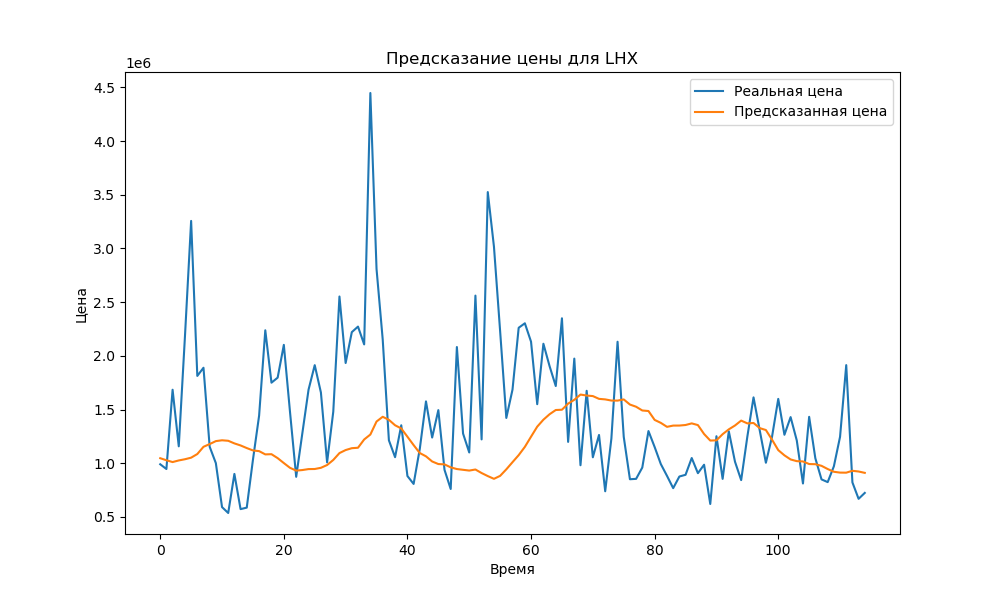 Предсказание цены для LHX
1e6
4.5
4.0
3.5
3.0
2.5
2.0
1.5
1.0
0.5
Цена
Реальная цена
Предсказанная цена
0 20 40 60 80 100
Время